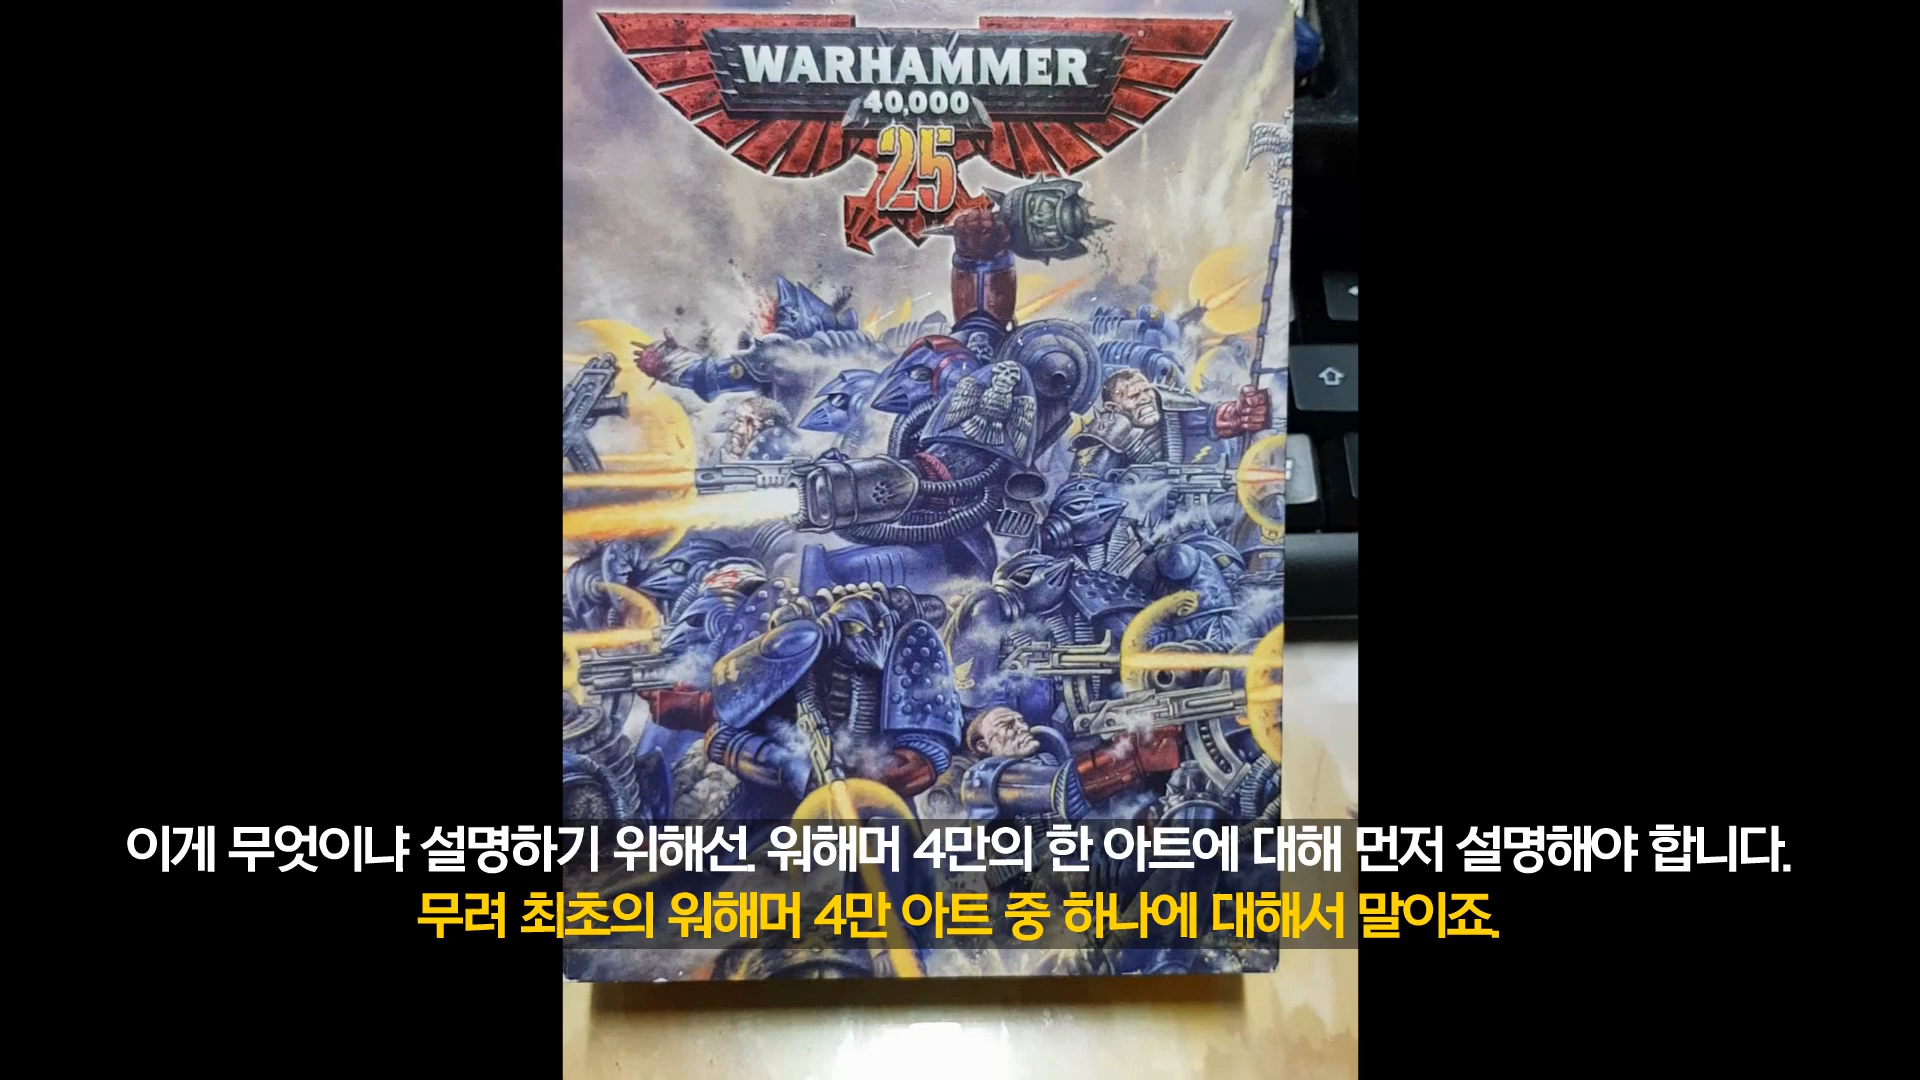 WARHAMMER
40,000
25
이게 무엇이냐 설명하기 위해선. 워해머 4만의 한 아트에 대해 먼저 설명해야 합니다.
무려 최초의 워해머 4만 아트 중 하나에 대해서 말이죠.